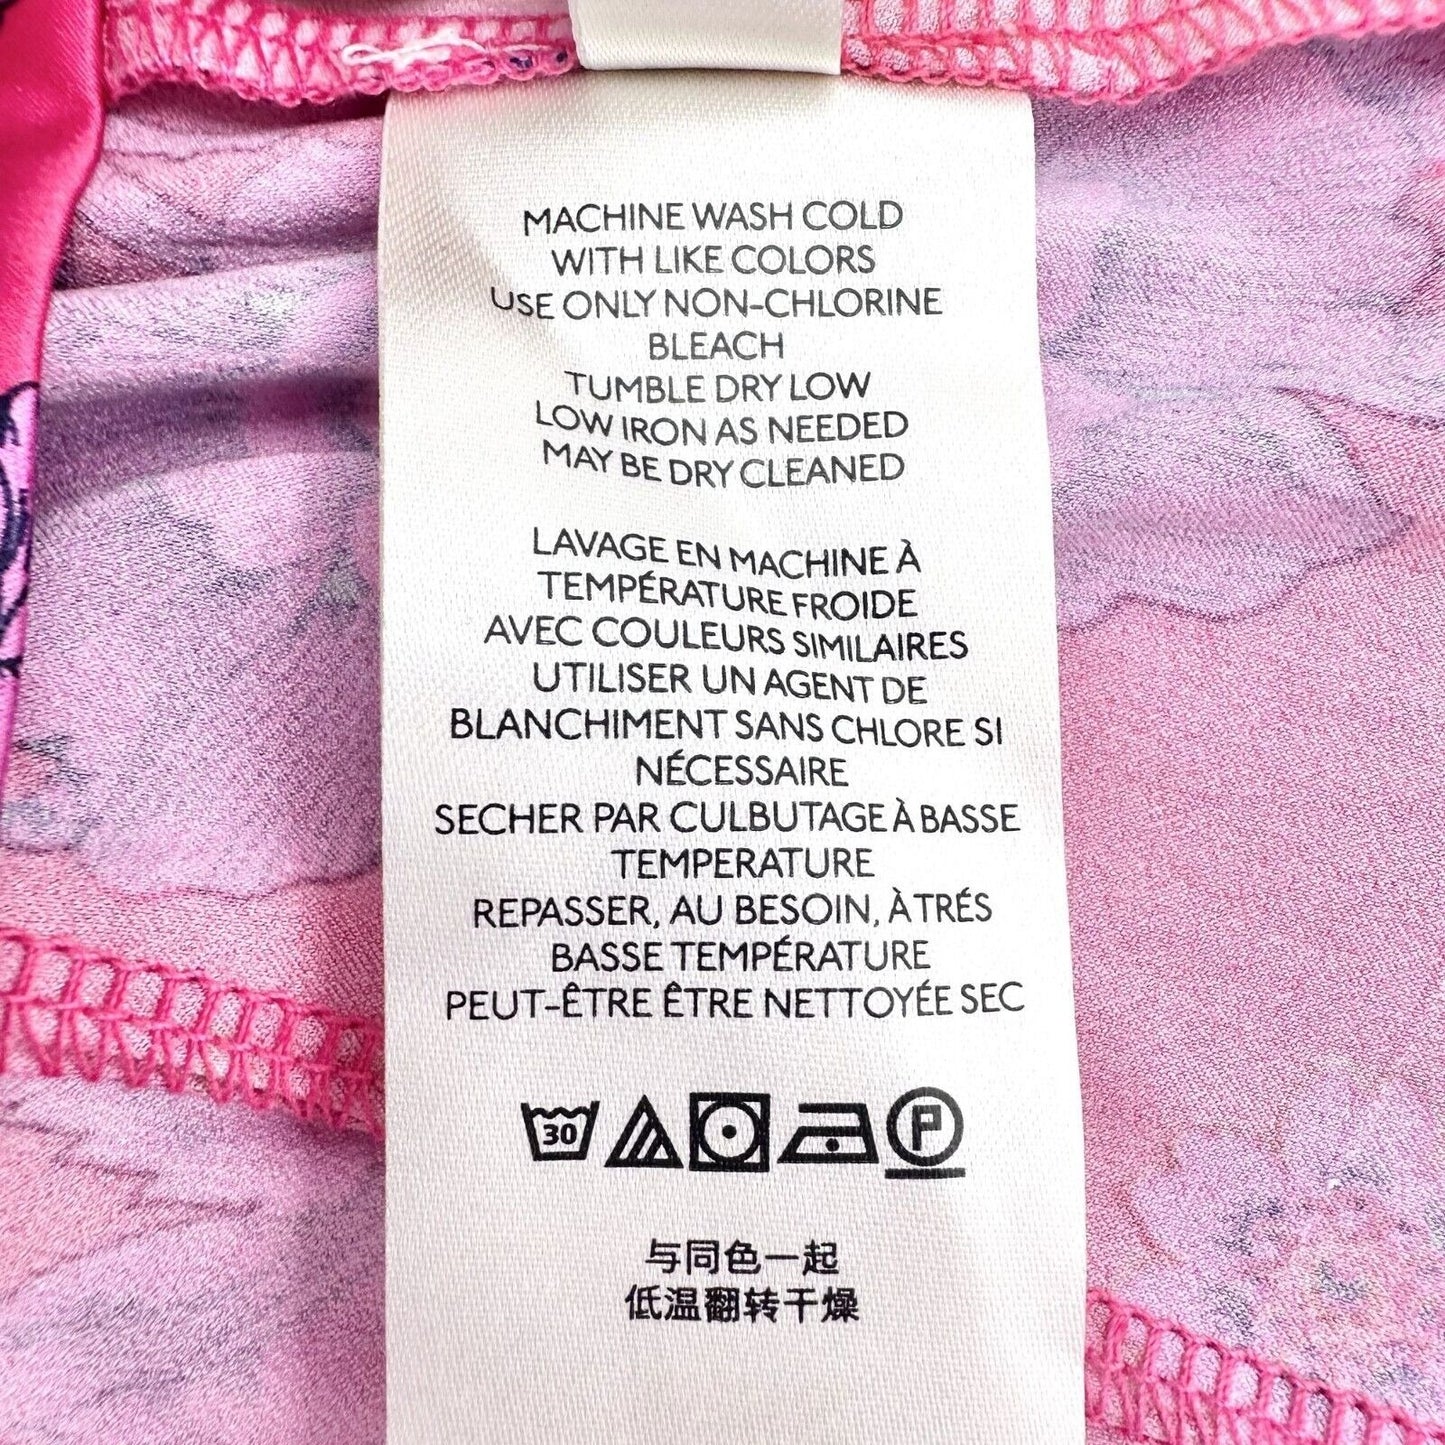 MACHINE WASH COLD
WITH LIKE COLORS
USE ONLY NON-CHLORINE
BLEACH
TUMBLE DRY LOW
LOW IRON AS NEEDED
MAY BE DRY CLEANED
LAVAGE EN MACHINE À
TEMPÉRATURE FROIDE
AVEC COULEURS SIMILAIRES
UTILISER UN AGENT DE
BLANCHIMENT SANS CHLORE SI
NÉCESSAIRE
SECHER PAR CULBUTAGE À BASSE
TEMPERATURE
REPASSER, AU BESOIN, À TRÉS
BASSE TEMPÉRATURE
PEUT-ÊTRE ÊTRE NETTOYÉE SEC
30 P
与同色一起
低温翻转干燥